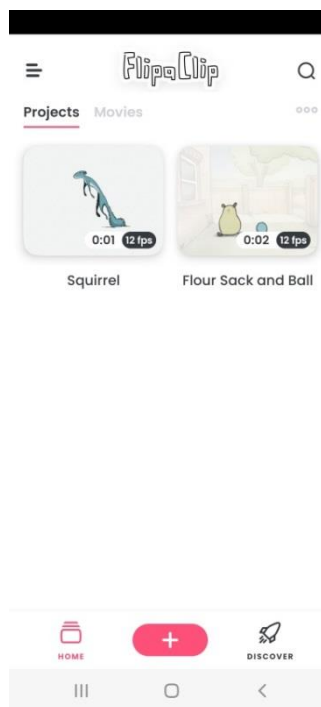 FlipaClip
Projects Movies
0:01 12 fps
0:02 12 fps
Squirrel
Flour Sack and Ball
HOME
DISCOVER